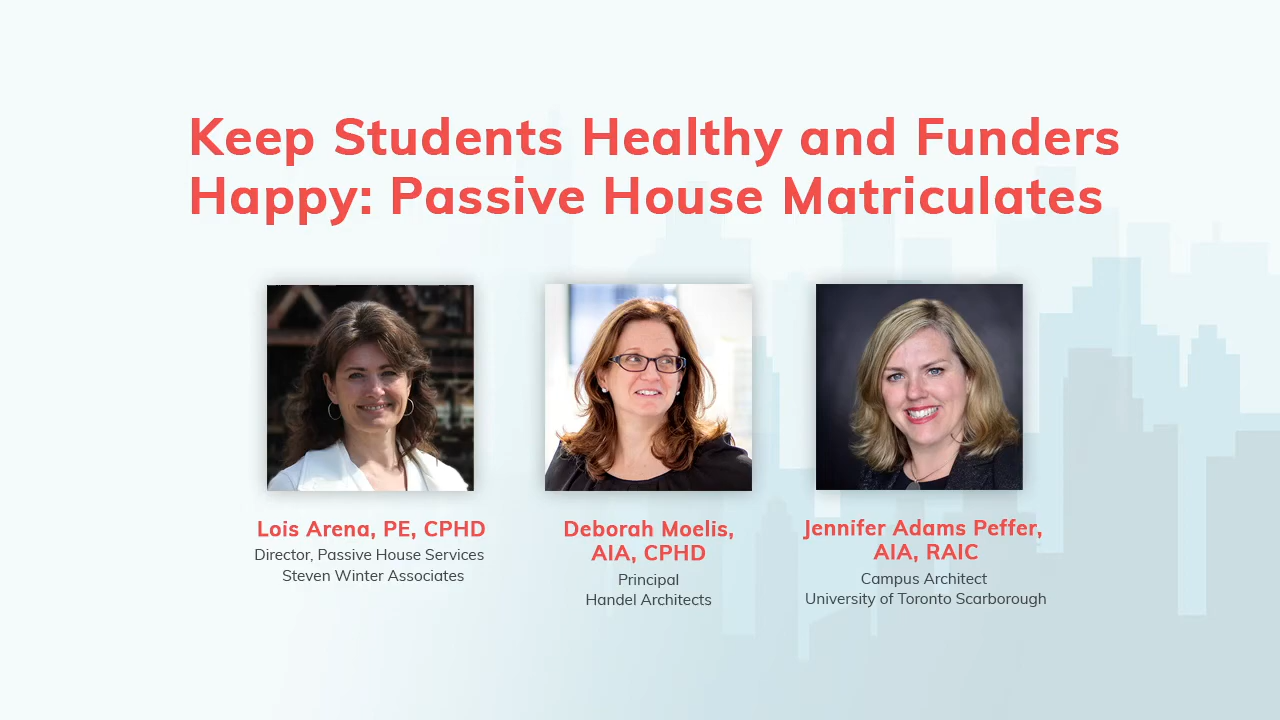 Keep Students Healthy and Funders
Happy: Passive House Matriculates
Lois Arena, PE, CPHD
Director, Passive House Services
Steven Winter Associates
Deborah Moelis,
AIA, CPHD
Principal
Handel Architects
Jennifer Adams Peffer,
AIA, RAIC
Campus Architect
University of Toronto Scarborough